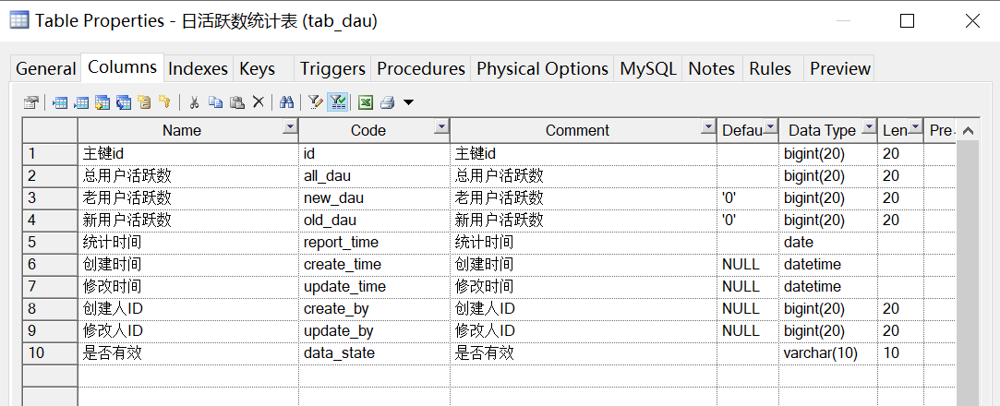 Table Properties - 日活跃数统计表 (tab_dau)
General Columns Indexes Keys Triggers Procedures Physical Options MySQL Notes Rules Preview
Name Code Comment Defau Data Type Len Pre
1 主键id id 主键id bigint(20) 20
2 总用户活跃数 all_dau 总用户活跃数 bigint(20) 20
3 老用户活跃数 new_dau 老用户活跃数 '0' bigint(20) 20
4 新用户活跃数 old_dau 新用户活跃数 '0' bigint(20) 20
5 统计时间 report_time 统计时间 date
6 创建时间 create_time 创建时间 NULL datetime
7 修改时间 update_time 修改时间 NULL datetime
8 创建人ID create_by 创建人ID NULL bigint(20) 20
9 修改人ID update_by 修改人ID NULL bigint(20) 20
10 是否有效 data_state 是否有效 varchar(10) 10